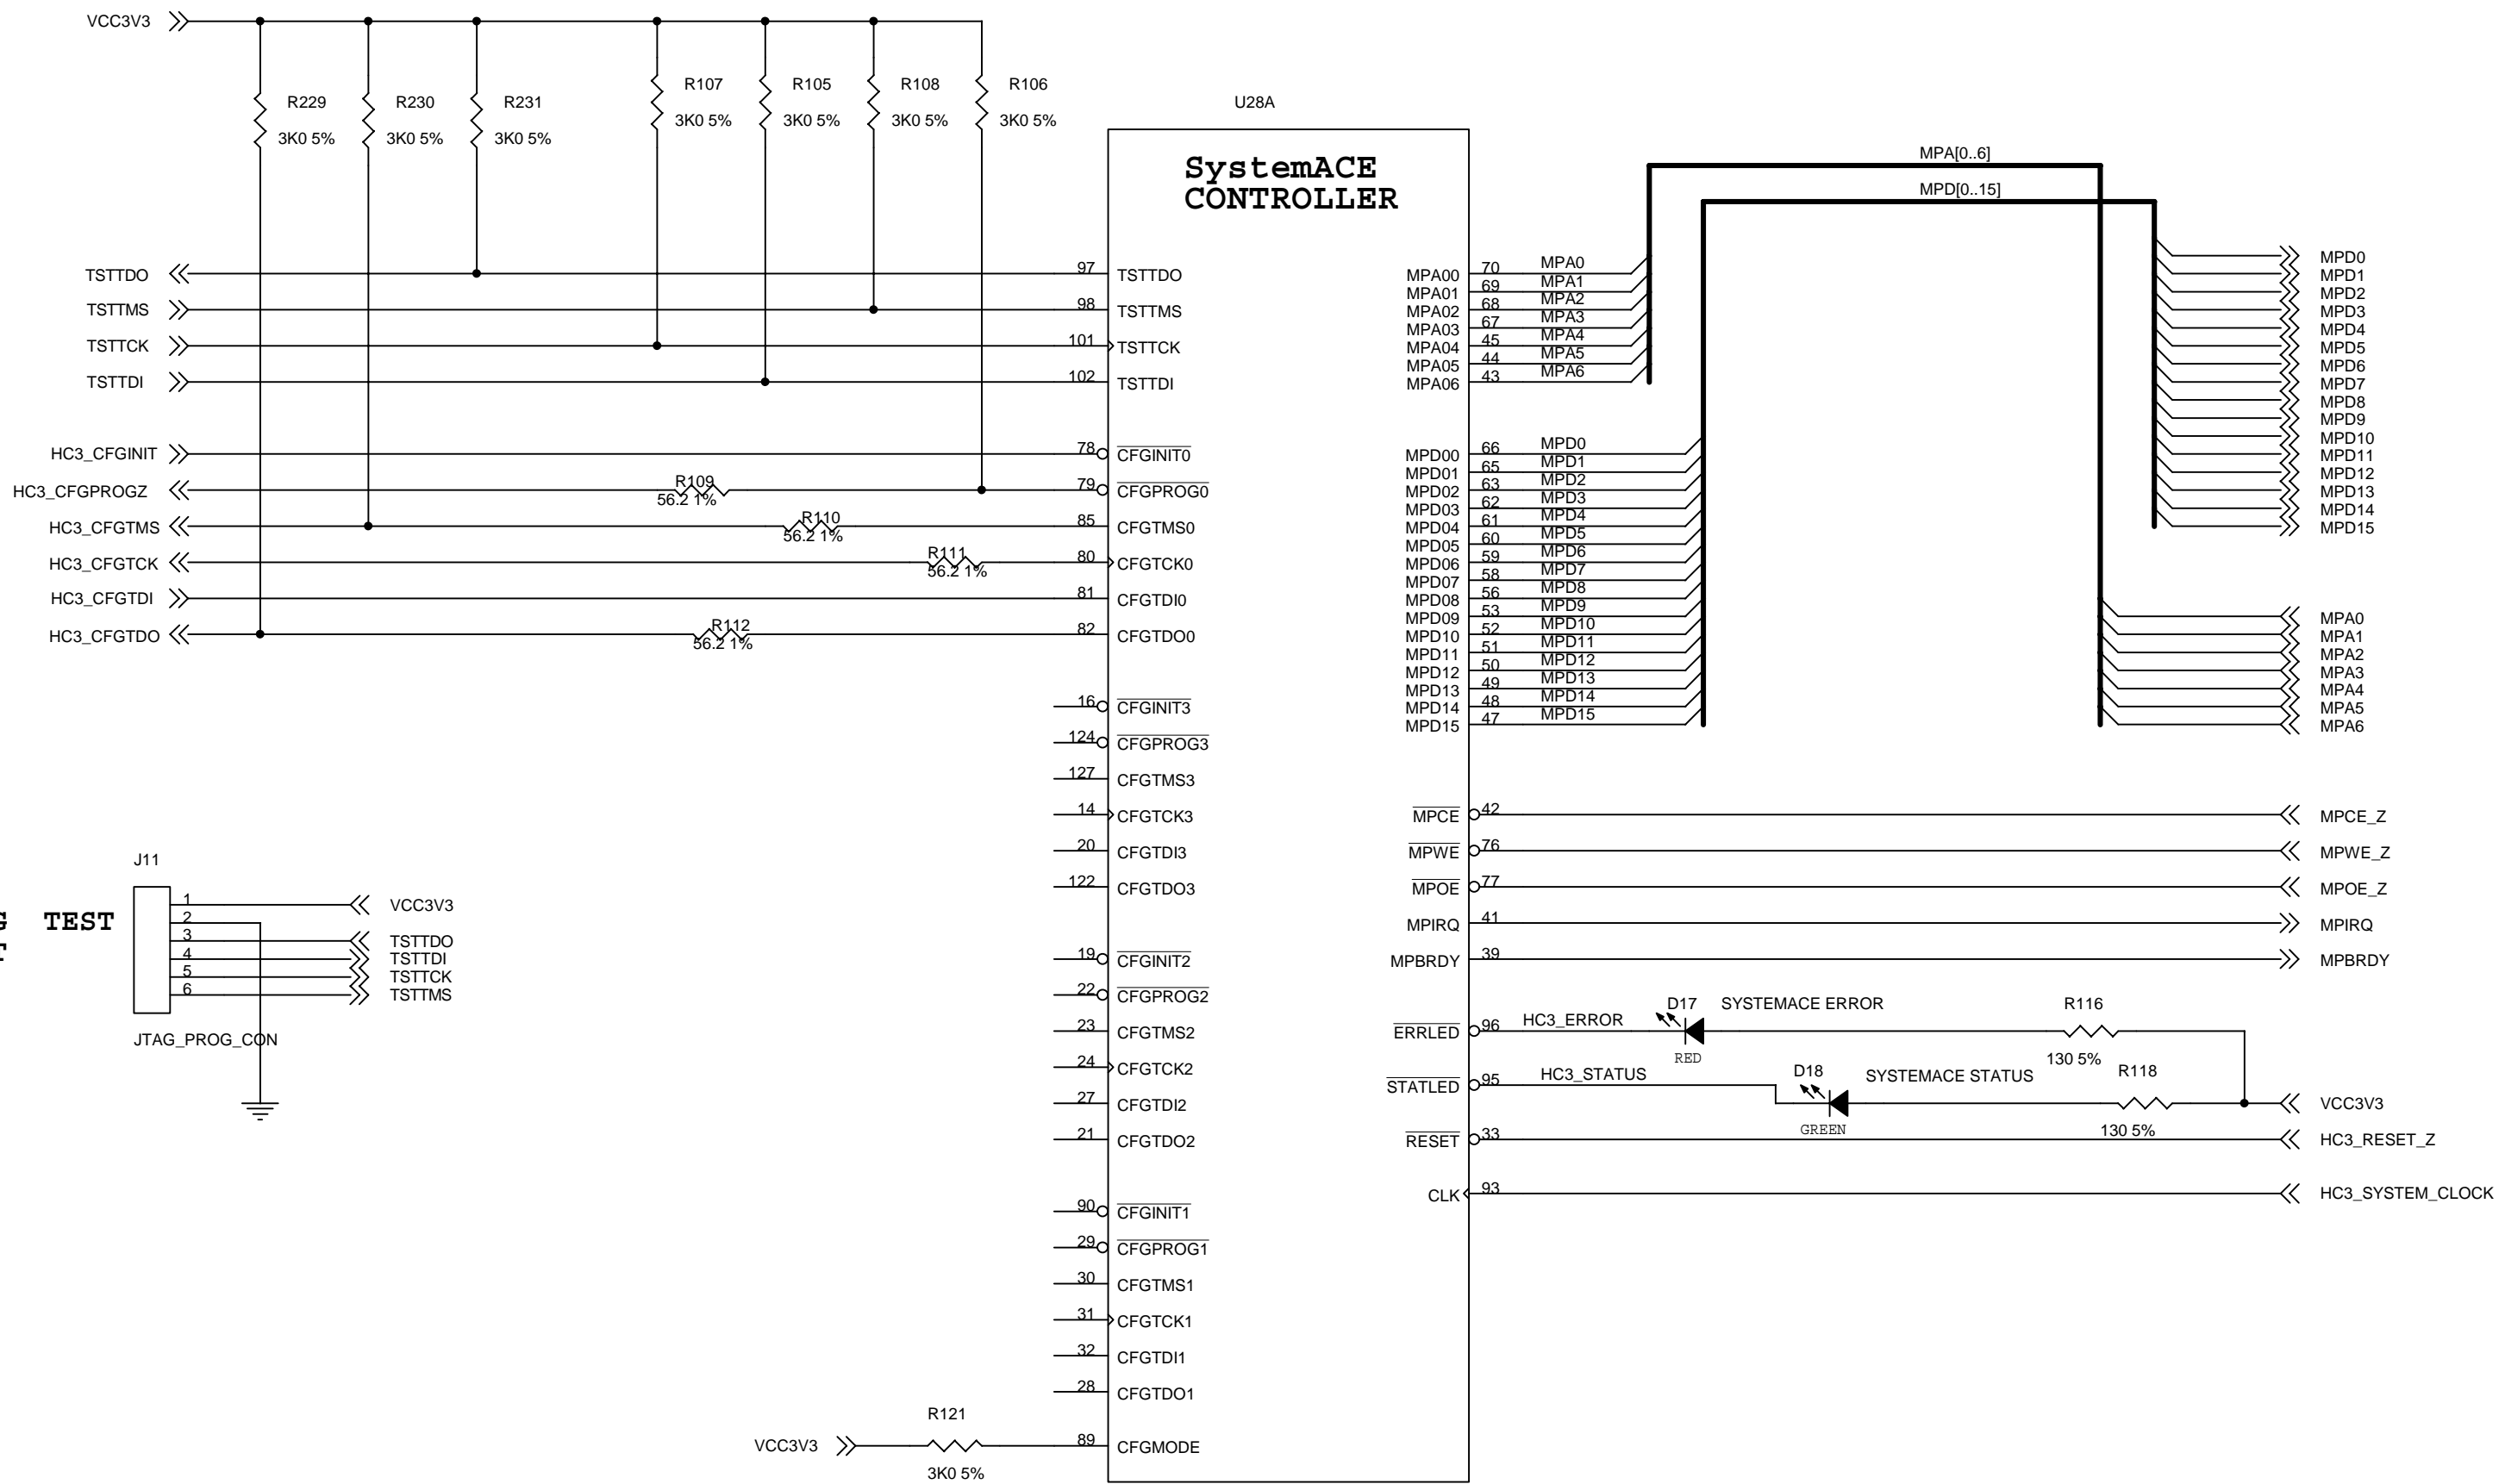 VCC3V3
R229
3K0 5%
R230
3K0 5%
R231
3K0 5%
R107
3K0 5%
R105
3K0 5%
R108
3K0 5%
R106
3K0 5%
U28A
SystemACE
CONTROLLER
TSTTDO
TSTTMS
TSTTCK
TSTTDI
HC3_CFGINIT
HC3_CFGPROGZ
HC3_CFGTMS
HC3_CFGTCK
HC3_CFGTDI
HC3_CFGTDO
R109
56.2 1%
R110
56.2 1%
R111
56.2 1%
R112
56.2 1%
97 TSTTDO
98 TSTTMS
101 TSTTCK
102 TSTTDI
78 CFGINIT0
79 CFGPROG0
85 CFGTMS0
80 CFGTCK0
81 CFGTDI0
82 CFGTDO0
16 CFGINIT3
124 CFGPROG3
127 CFGTMS3
14 CFGTCK3
20 CFGTDI3
122 CFGTDO3
19 CFGINIT2
22 CFGPROG2
23 CFGTMS2
24 CFGTCK2
27 CFGTDI2
21 CFGTDO2
90 CFGINIT1
29 CFGPROG1
30 CFGTMS1
31 CFGTCK1
32 CFGTDI1
28 CFGTDO1
89 CFGMODE
VCC3V3
R121
3K0 5%
TEST
J11
1 VCC3V3
2
3 TSTTDO
4 TSTTDI
5 TSTTCK
6 TSTTMS
JTAG_PROG_CON
MPA[0..6]
MPD[0..15]
MPA00 70 MPA0
MPA01 69 MPA1
MPA02 68 MPA2
MPA03 67 MPA3
MPA04 45 MPA4
MPA05 44 MPA5
MPA06 43 MPA6
MPD00 66 MPD0
MPD01 65 MPD1
MPD02 63 MPD2
MPD03 62 MPD3
MPD04 61 MPD4
MPD05 60 MPD5
MPD06 59 MPD6
MPD07 58 MPD7
MPD08 56 MPD8
MPD09 53 MPD9
MPD10 52 MPD10
MPD11 51 MPD11
MPD12 50 MPD12
MPD13 49 MPD13
MPD14 48 MPD14
MPD15 47 MPD15
MPD0
MPD1
MPD2
MPD3
MPD4
MPD5
MPD6
MPD7
MPD8
MPD9
MPD10
MPD11
MPD12
MPD13
MPD14
MPD15
MPA0
MPA1
MPA2
MPA3
MPA4
MPA5
MPA6
MPCE 42 MPCE_Z
MPWE 76 MPWE_Z
MPOE 77 MPOE_Z
MPIRQ 41 MPIRQ
MPBRDY 39 MPBRDY
D17 SYSTEMACE ERROR R116
ERRLED 96 HC3_ERROR
RED
130 5%
D18 SYSTEMACE STATUS R118
STATLED 95 HC3_STATUS
VCC3V3
GREEN
130 5%
RESET 33 HC3_RESET_Z
CLK 93 HC3_SYSTEM_CLOCK